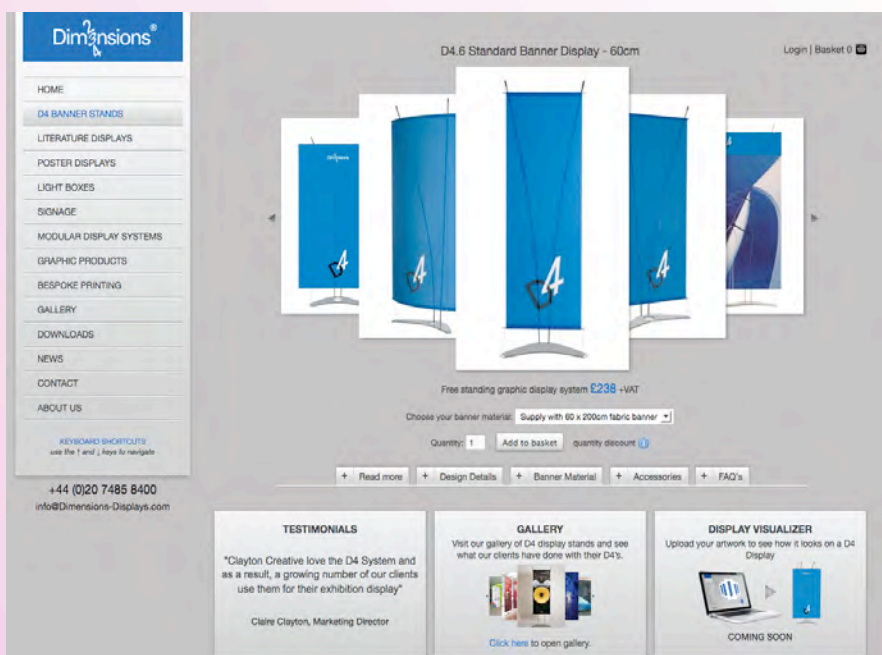 Dim34nsions®
HOME
D4 BANNER STANDS
LITERATURE DISPLAYS
POSTER DISPLAYS
LIGHT BOXES
SIGNAGE
MODULAR DISPLAY SYSTEMS
GRAPHIC PRODUCTS
BESPOKE PRINTING
GALLERY
DOWNLOADS
NEWS
CONTACT
ABOUT US
KEYBOARD SHORTCUTS
use the ↑ and ↓ keys to navigate
+44 (0)20 7485 8400
info@Dimensions-Displays.com
D4.6 Standard Banner Display - 60cm
Login | Basket 0
D4
D4
D4
D4
Free standing graphic display system £238 +VAT
Choose your banner material: Supply with 60 x 200cm fabric banner
Quantity: 1 Add to basket quantity discount
+ Read more + Design Details + Banner Material + Accessories + FAQ's
TESTIMONIALS
"Clayton Creative love the D4 System and
as a result, a growing number of our clients
use them for their exhibition display"
Claire Clayton, Marketing Director
GALLERY
Visit our gallery of D4 display stands and see
what our clients have done with their D4's.
Click here to open gallery.
DISPLAY VISUALIZER
Upload your artwork to see how it looks on a D4
Display
COMING SOON